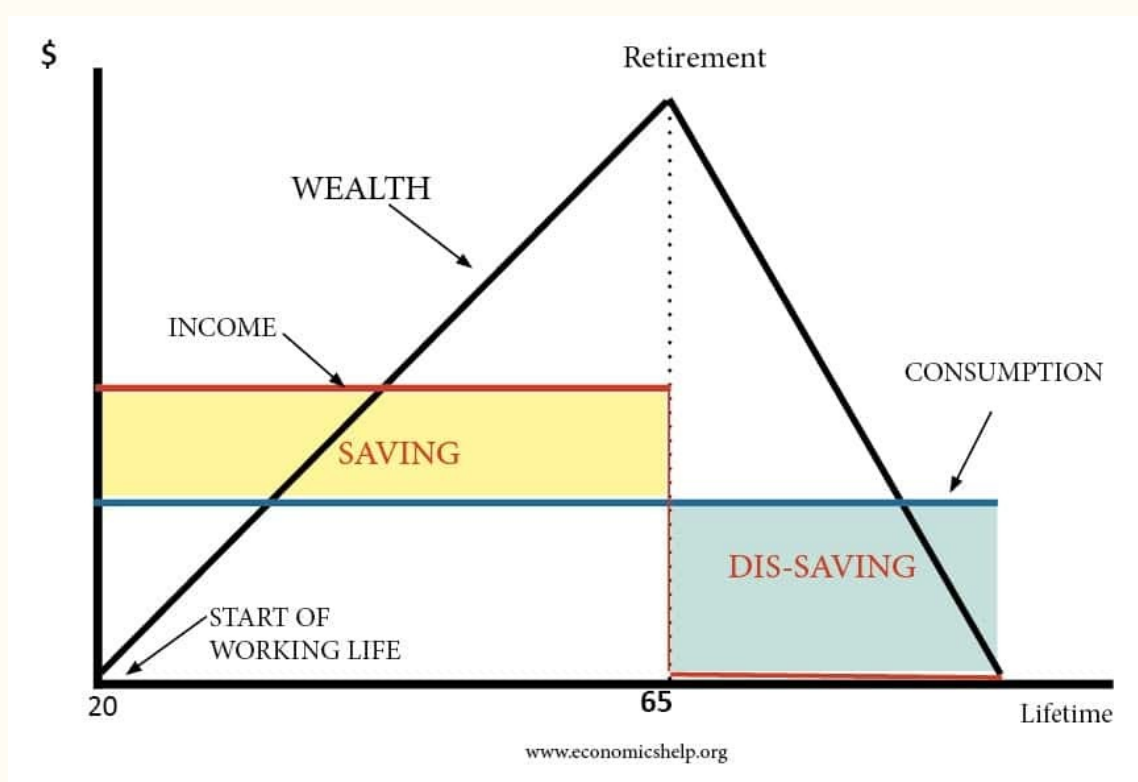 $
Retirement
WEALTH
INCOME
CONSUMPTION
SAVING
DIS-SAVING
START OF
WORKING LIFE
20
65
Lifetime
www.economicshelp.org